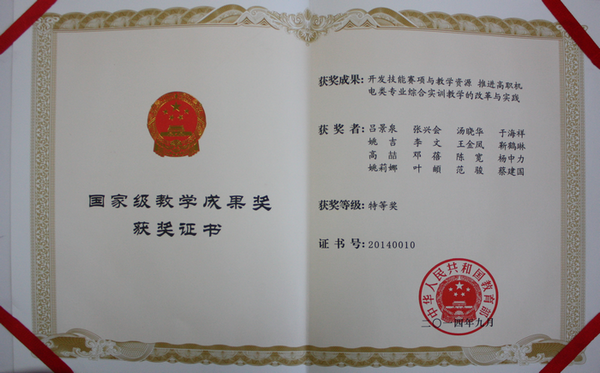 国家级教学成果奖
获奖证书
获奖成果: 开发技能赛项与教学资源 推进高职机
电类专业综合实训教学的改革与实践
获奖者: 吕景泉 张兴会 汤晓华 于海祥
姚吉 李文 王金凤 靳鹤琳
高喆 邓蓓 陈宽 杨中力
姚莉娜 叶頔 范骏 蔡建国
获奖等级: 特等奖
证书号: 20140010
中华人民共和国教育部
二〇一四年九月